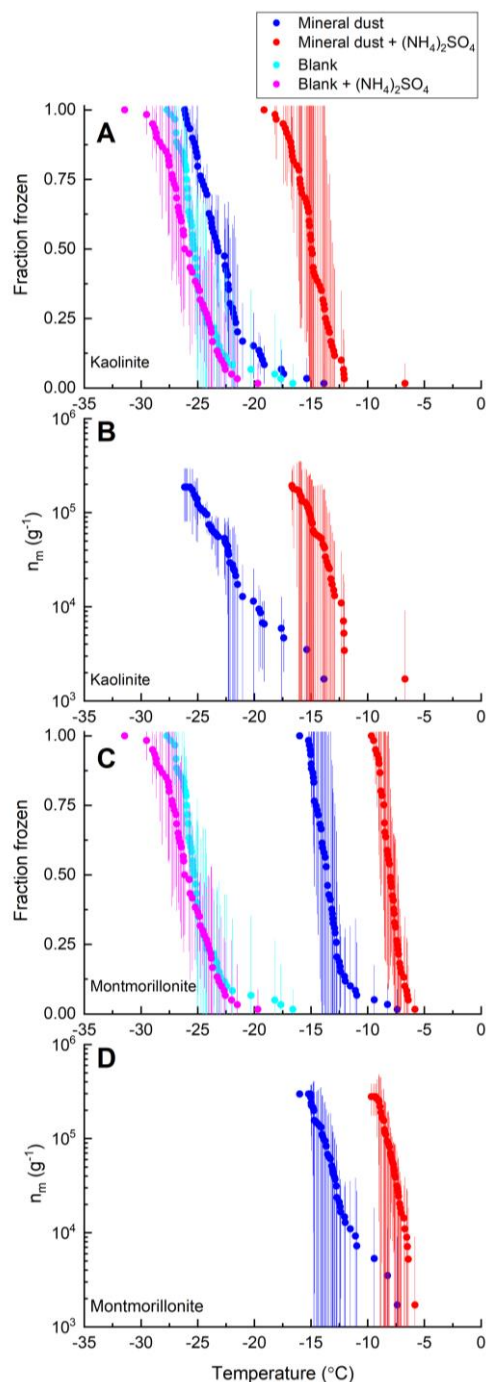 Mineral dust
Mineral dust + (NH₄)₂SO₄
Blank
Blank + (NH₄)₂SO₄
A
1.00
0.75
0.50
0.25
0.00
Fraction frozen
Kaolinite
-35 -30 -25 -20 -15 -10 -5 0
B
10⁶
10⁵
10⁴
10³
nₘ (g⁻¹)
Kaolinite
-35 -30 -25 -20 -15 -10 -5 0
C
1.00
0.75
0.50
0.25
0.00
Fraction frozen
Montmorillonite
-35 -30 -25 -20 -15 -10 -5 0
D
10⁶
10⁵
10⁴
10³
nₘ (g⁻¹)
Montmorillonite
-35 -30 -25 -20 -15 -10 -5 0
Temperature (°C)